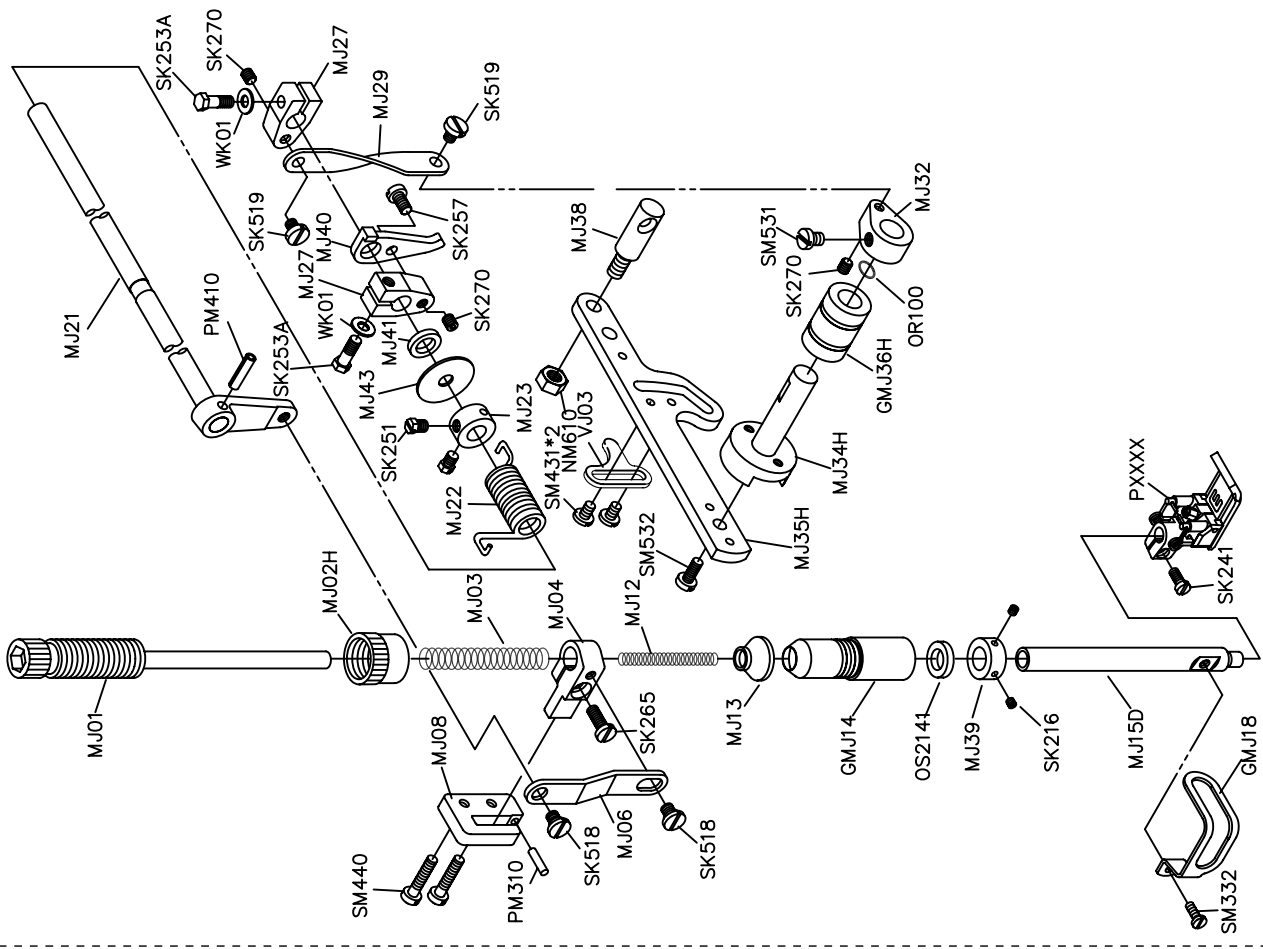 SK253A
SK270
MJ27
WK01
MJ29
SK519
SK519
MJ40
SK257
MJ27
WK01
SK253A
MJ41
SK270
MJ43
MJ23
SK251
MJ22
MJ21
PM410
MJ38
SM531
MJ32
SK270
OR100
GMJ36H
MJ34H
SM431*2
NM610
VJ03
SM532
MJ35H
PXXXX
SK241
MJ01
MJ02H
MJ03
MJ04
MJ12
SK265
MJ08
SM440
PM310
SK518
MJ06
SK518
MJ13
GMJ14
OS2141
MJ39
SK216
MJ15D
GMJ18
SM332